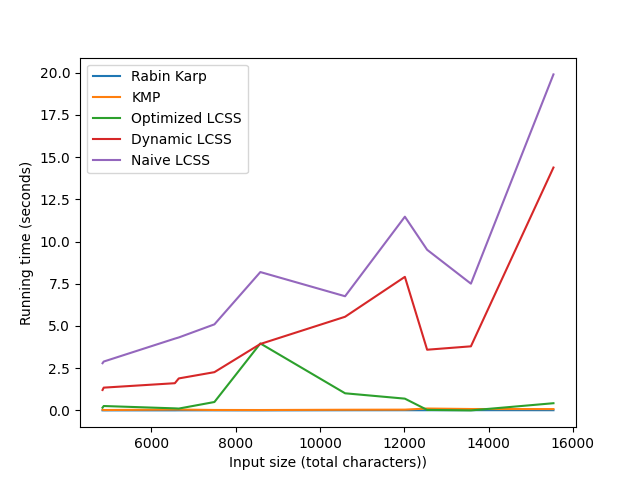 Rabin Karp
KMP
Optimized LCSS
Dynamic LCSS
Naive LCSS
20.0
17.5
15.0
12.5
10.0
7.5
5.0
2.5
0.0
Running time (seconds)
6000 8000 10000 12000 14000 16000
Input size (total characters))